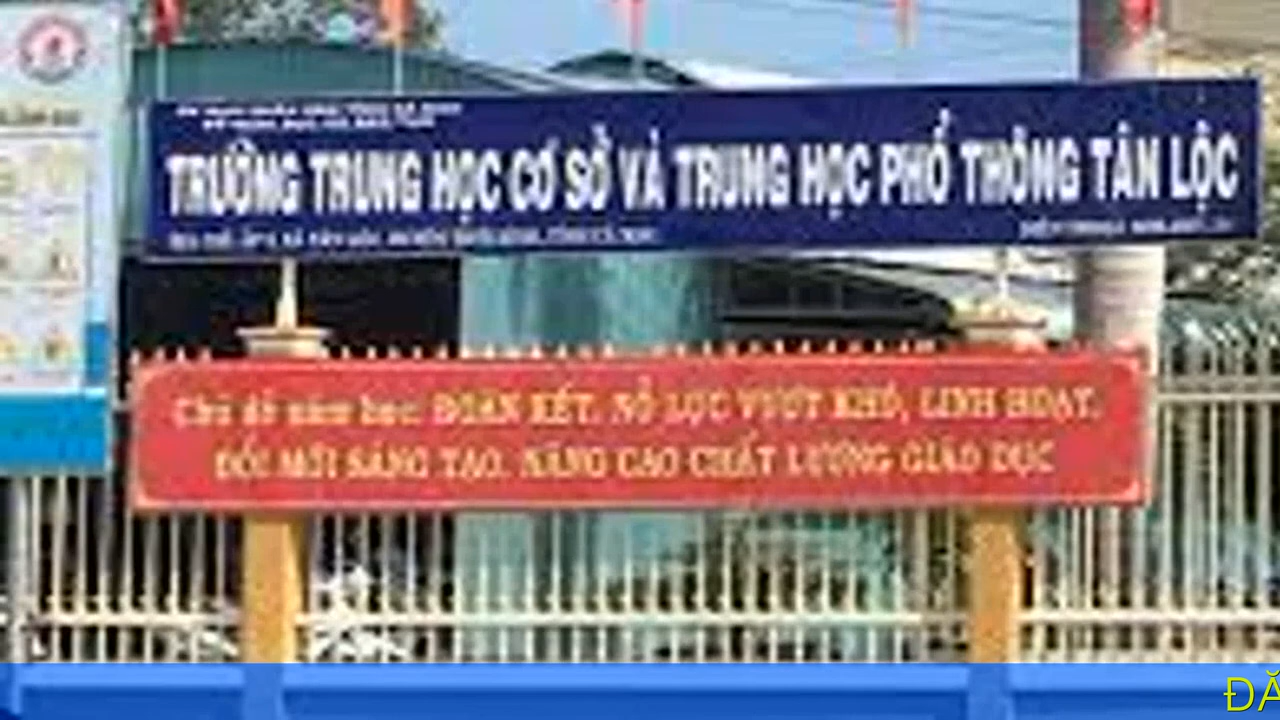 TRƯỜNG TRUNG HỌC CƠ SỞ VÀ TRUNG HỌC PHỔ THÔNG TÂN LỘC
Chủ đề năm học: ĐOÀN KẾT, NỖ LỰC VƯỢT KHÓ, LINH HOẠT,
ĐỔI MỚI SÁNG TẠO, NÂNG CAO CHẤT LƯỢNG GIÁO DỤC
ĐĂ